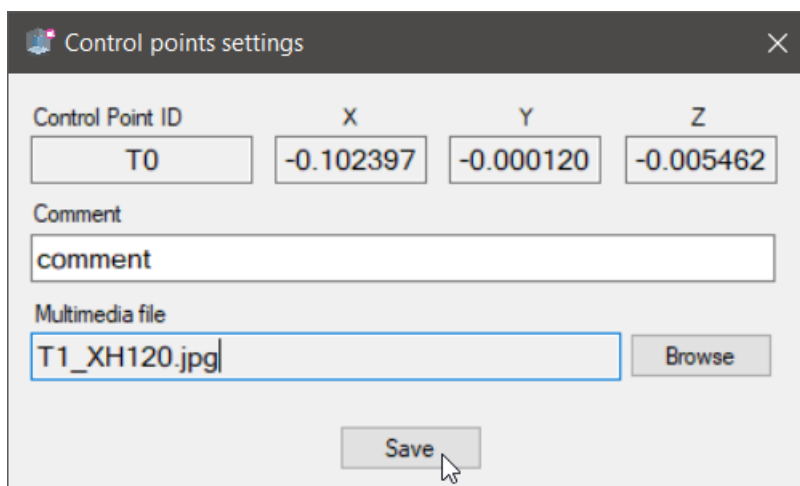 Control points settings
Control Point ID X Y Z
T0 -0.102397 -0.000120 -0.005462
Comment
comment
Multimedia file
T1_XH120.jpg Browse
Save